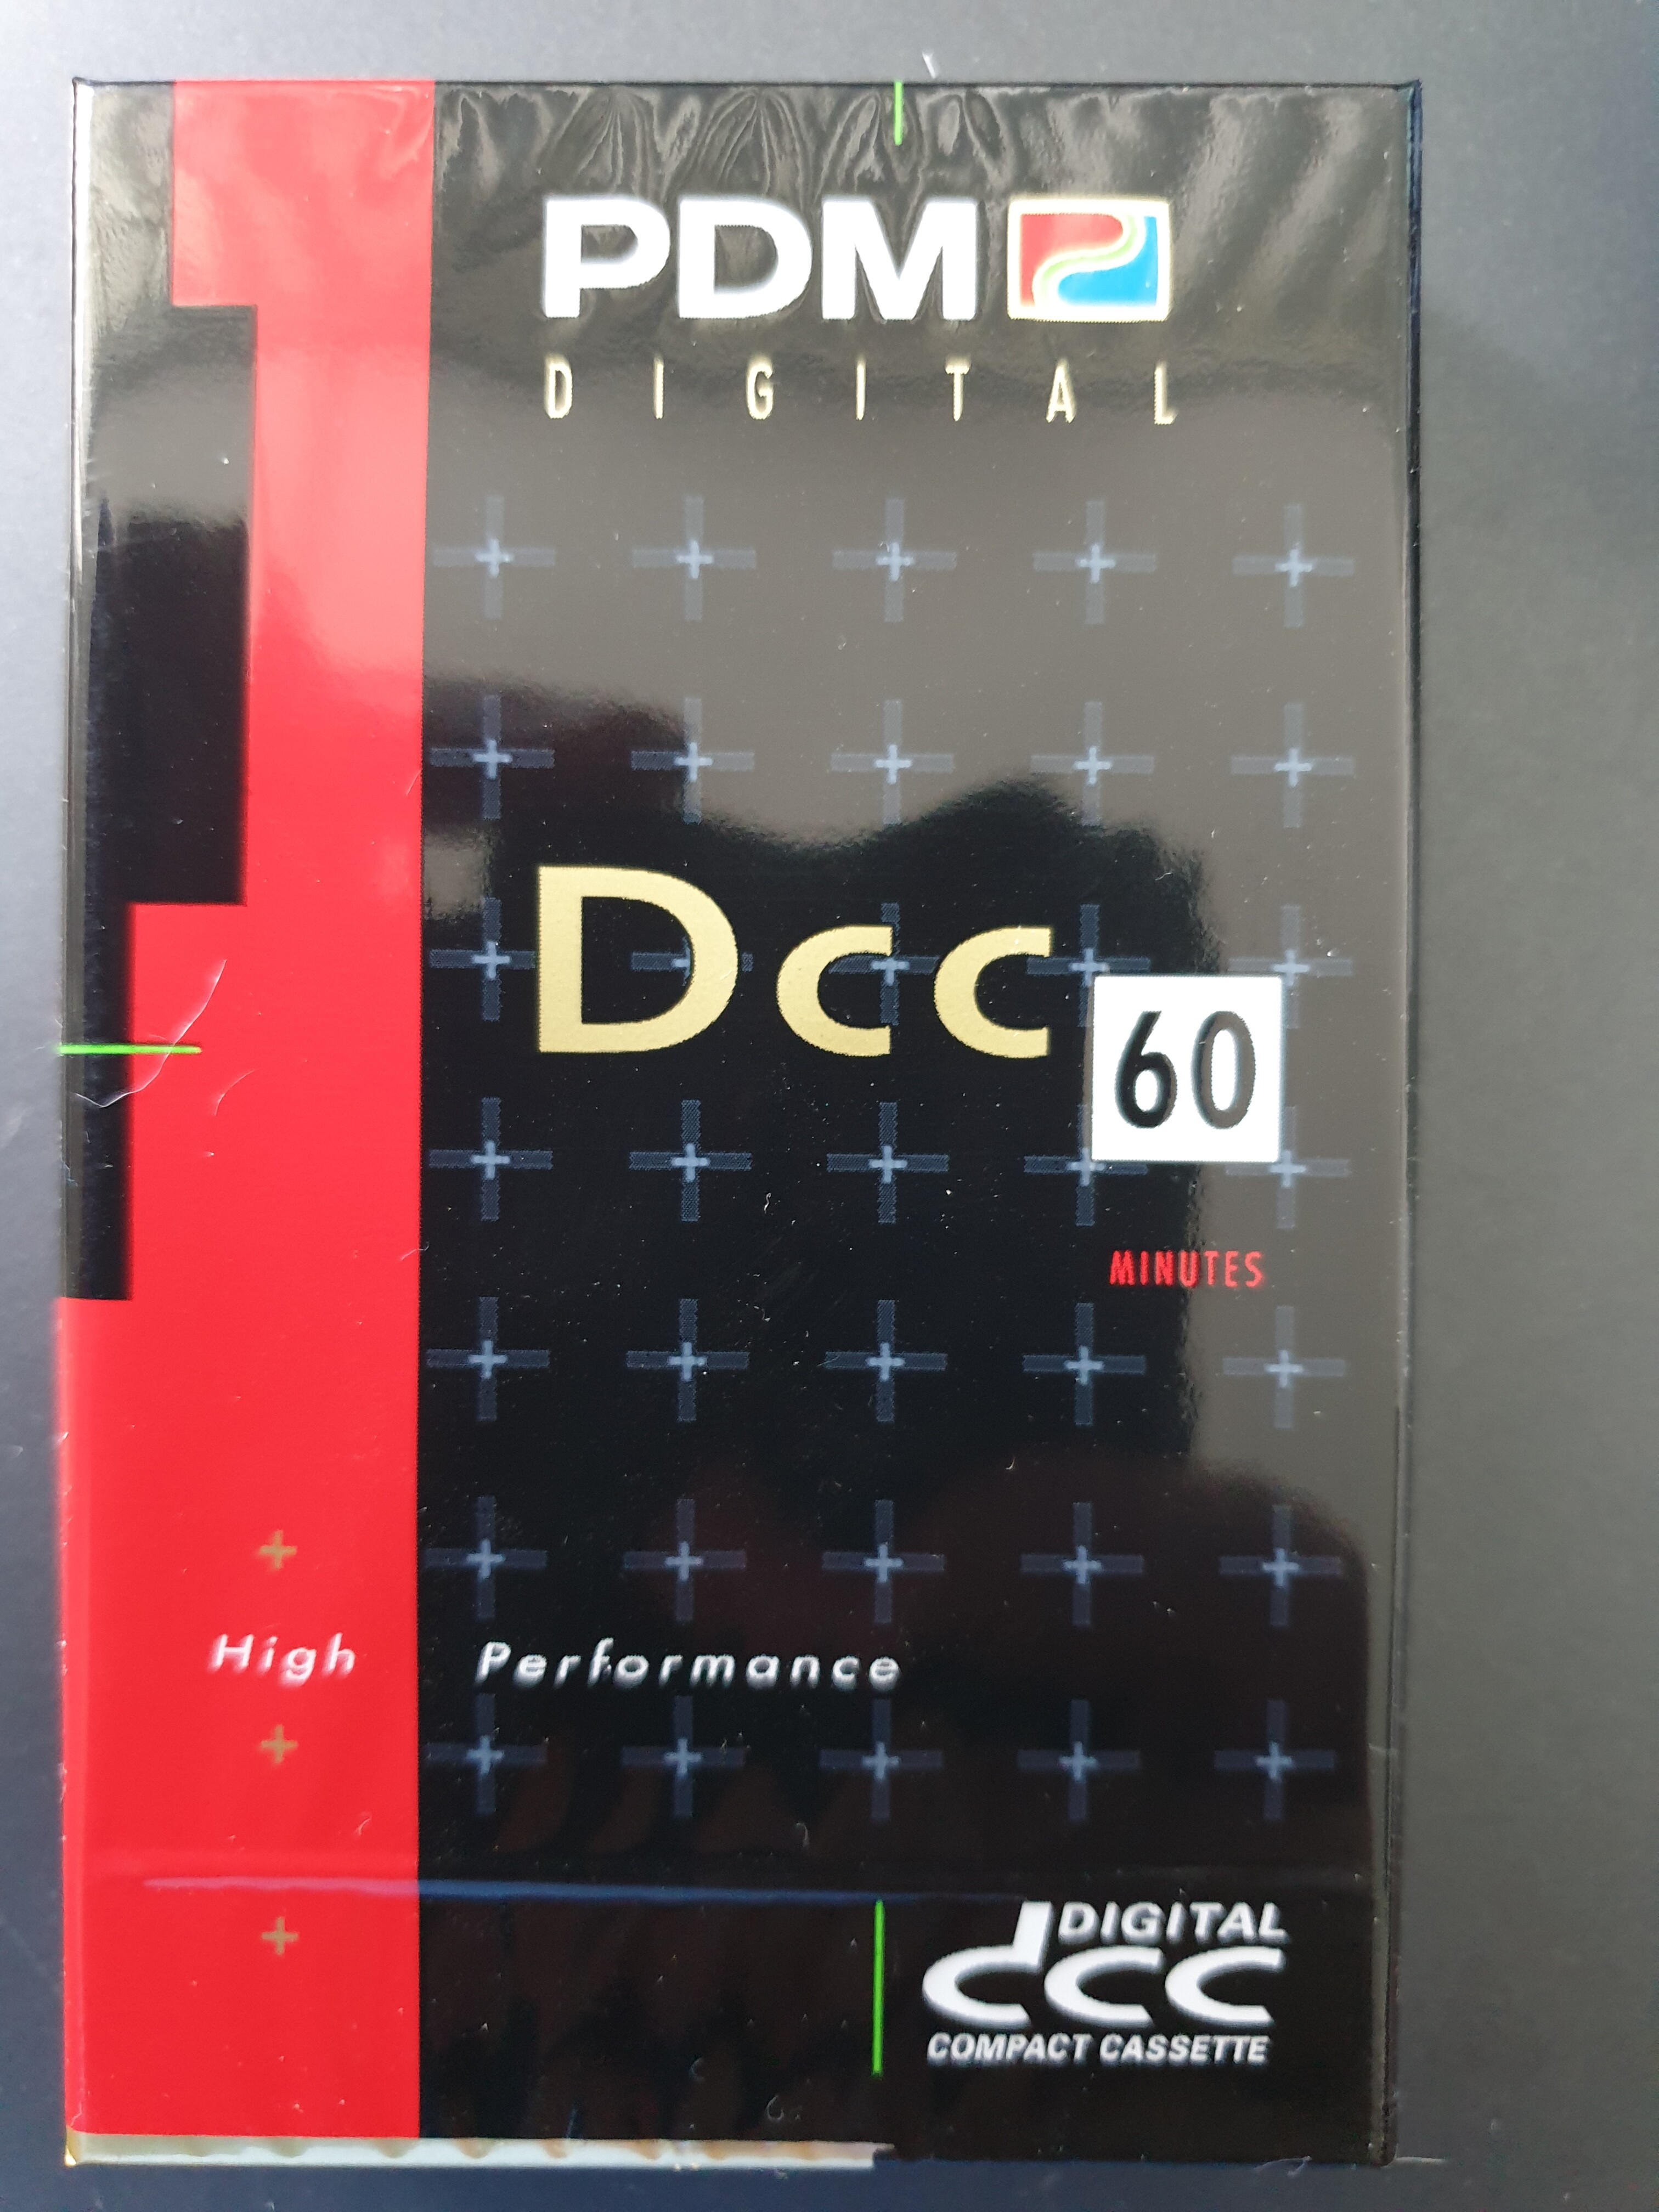 PDM
DIGITAL
Dcc
60
MINUTES
High Performance
DIGITAL
dcc
COMPACT CASSETTE